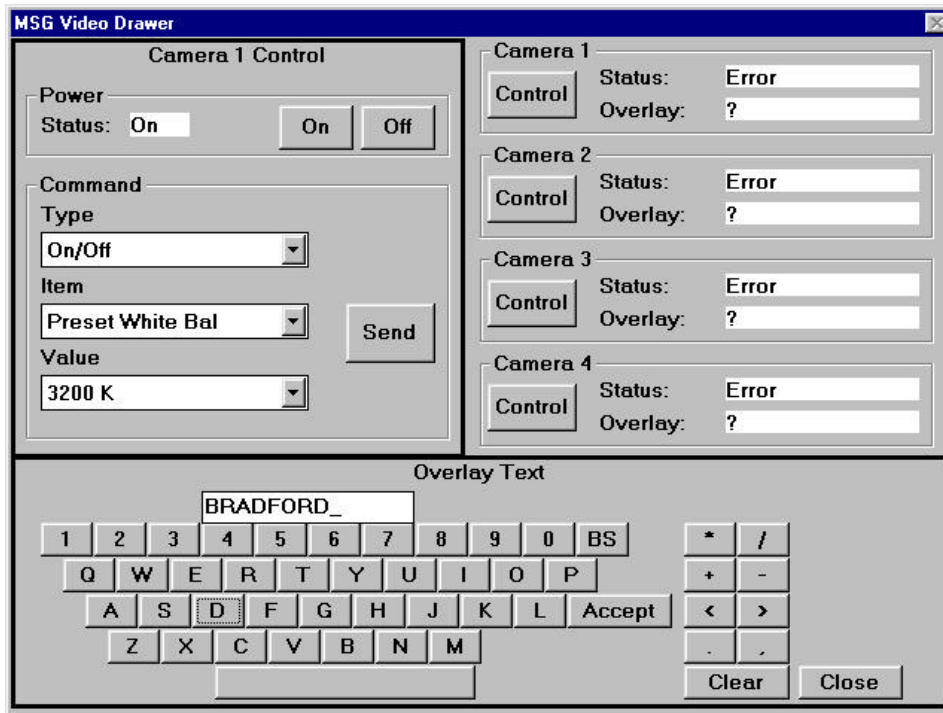 MSG Video Drawer
Camera 1 Control
Power
Status: On
On Off
Command
Type
On/Off
Item
Preset White Bal
Send
Value
3200 K
Camera 1
Control
Status: Error
Overlay: ?
Camera 2
Control
Status: Error
Overlay: ?
Camera 3
Control
Status: Error
Overlay: ?
Camera 4
Control
Status: Error
Overlay: ?
Overlay Text
BRADFORD_
1 2 3 4 5 6 7 8 9 0 BS * /
Q W E R T Y U I O P + -
A S D F G H J K L Accept < >
Z X C V B N M . ,
Clear Close